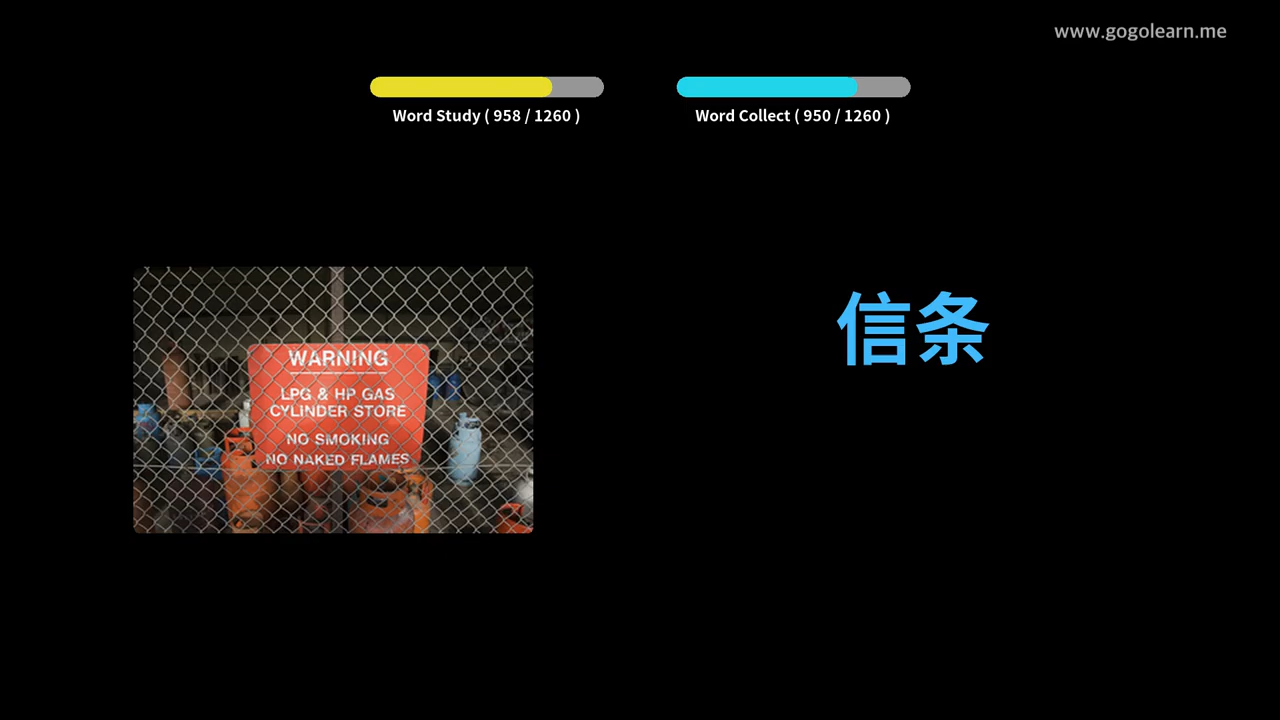 www.gogolearn.me
Word Study ( 958 / 1260 )
Word Collect ( 950 / 1260 )
信条
WARNING
LPG & HP GAS
CYLINDER STORE
NO SMOKING
NO NAKED FLAMES